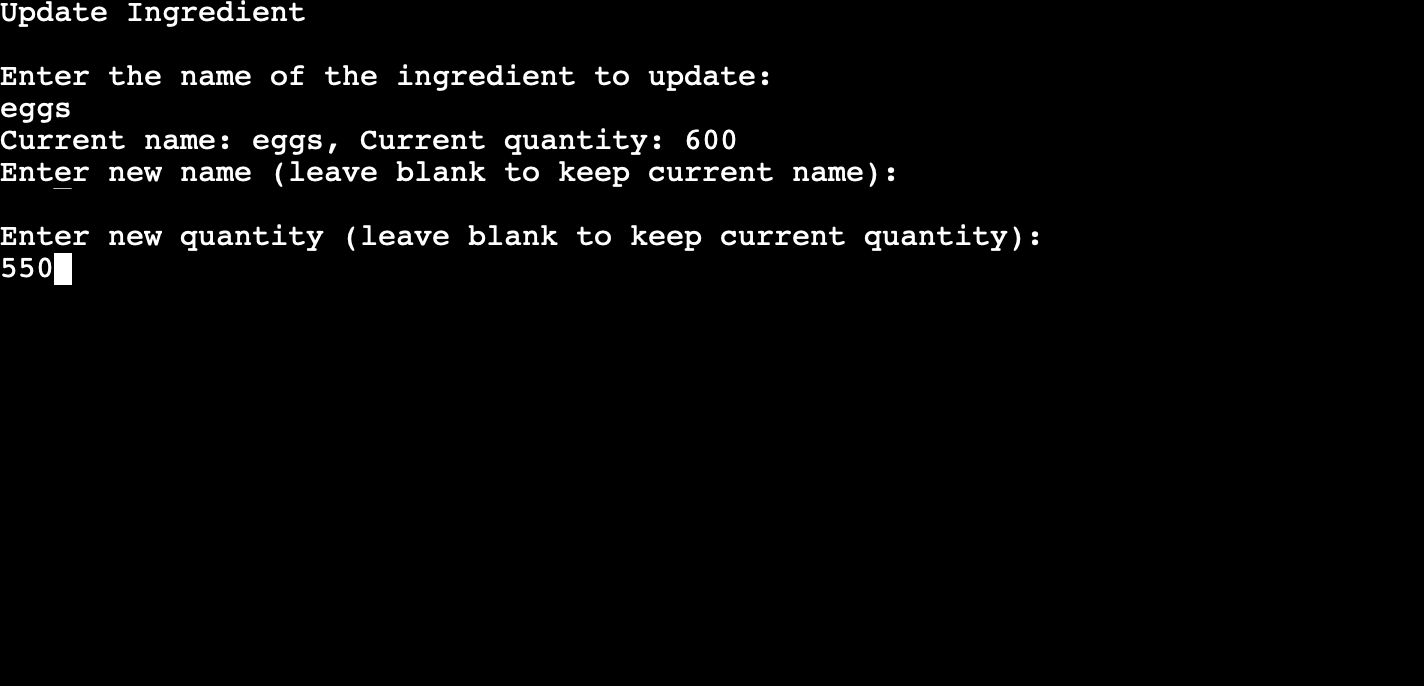 Update Ingredient
Enter the name of the ingredient to update:
eggs
Current name: eggs, Current quantity: 600
Enter new name (leave blank to keep current name):
Enter new quantity (leave blank to keep current quantity):
550